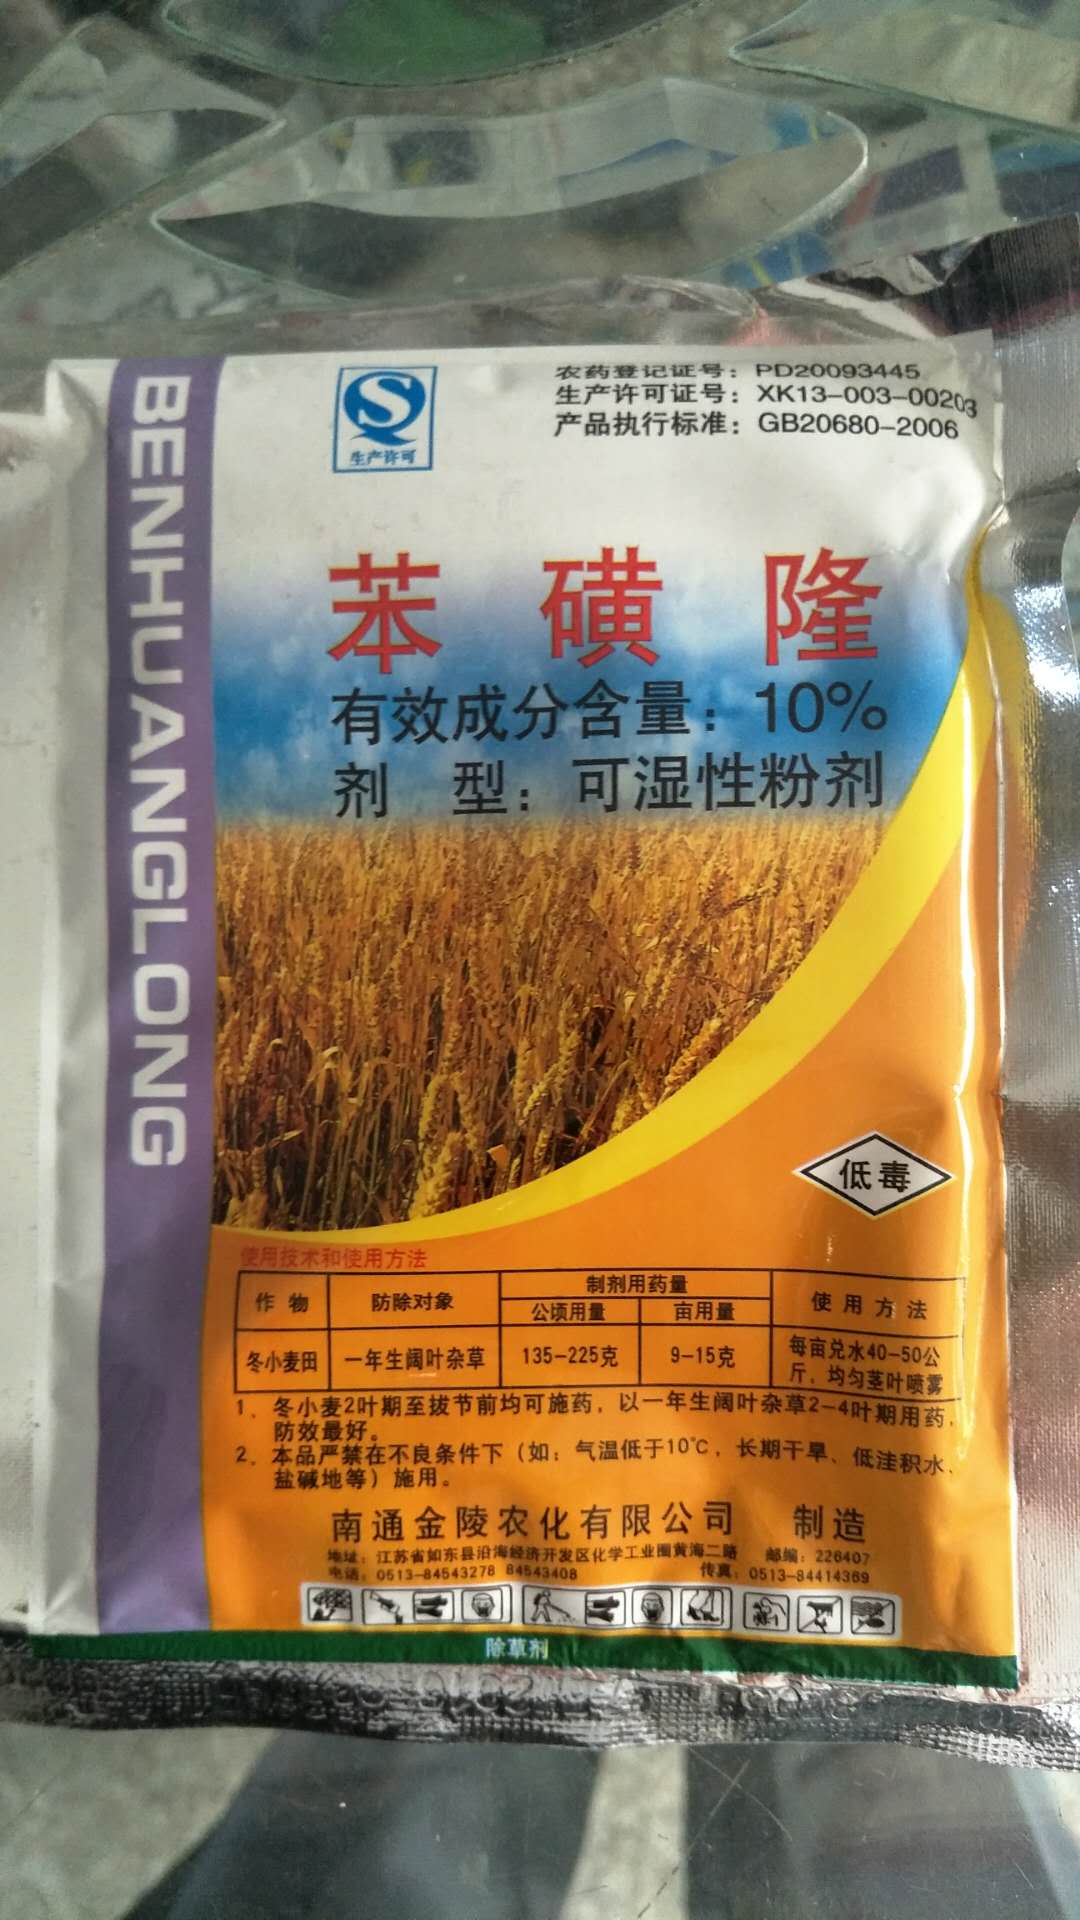 BENHUANGLONG
生产许可
农药登记证号：PD20093445
生产许可证号：XK13-003-00203
产品执行标准：GB20680-2006
苯磺隆
有效成分含量：10%
剂 型：可湿性粉剂
低毒
使用技术和使用方法
作 物 防除对象 制剂用药量 使 用 方 法
公顷用量 亩用量
冬小麦田 一年生阔叶杂草 135-225克 9-15克 每亩兑水40-50公
斤，均匀茎叶喷雾
1、冬小麦2叶期至拔节前均可施药，以一年生阔叶杂草2-4叶期用药，
防效最好。
2、本品严禁在不良条件下（如：气温低于10℃，长期干旱、低洼积水、
盐碱地等）施用。
南通金陵农化有限公司 制造
地址：江苏省如东县沿海经济开发区化学工业园黄海二路 邮编：226407
电话：0513-84543278 84543408 传真：0513-84414369
除草剂